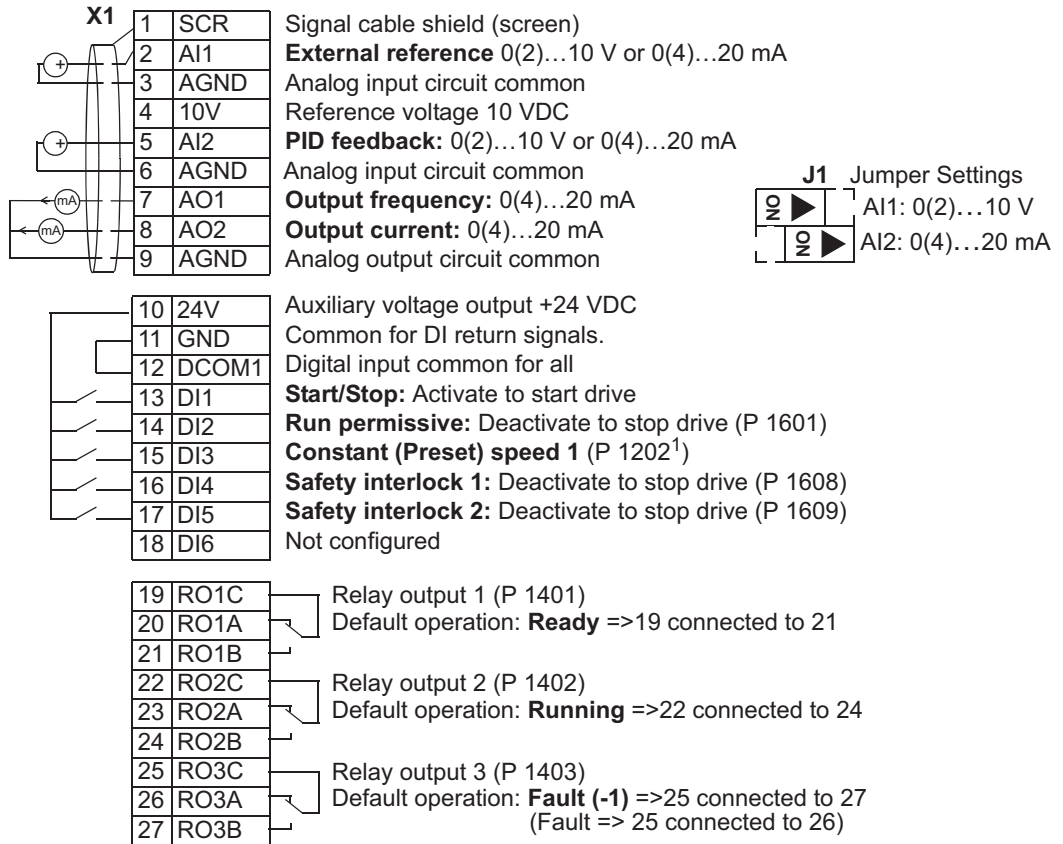 X1
1 SCR Signal cable shield (screen)
2 AI1 External reference 0(2)…10 V or 0(4)…20 mA
3 AGND Analog input circuit common
4 10V Reference voltage 10 VDC
5 AI2 PID feedback: 0(2)…10 V or 0(4)…20 mA
6 AGND Analog input circuit common
7 AO1 Output frequency: 0(4)…20 mA
8 AO2 Output current: 0(4)…20 mA
9 AGND Analog output circuit common
+
+
mA
mA
J1 Jumper Settings
ON AI1: 0(2)…10 V
ON AI2: 0(4)…20 mA
10 24V Auxiliary voltage output +24 VDC
11 GND Common for DI return signals.
12 DCOM1 Digital input common for all
13 DI1 Start/Stop: Activate to start drive
14 DI2 Run permissive: Deactivate to stop drive (P 1601)
15 DI3 Constant (Preset) speed 1 (P 1202¹)
16 DI4 Safety interlock 1: Deactivate to stop drive (P 1608)
17 DI5 Safety interlock 2: Deactivate to stop drive (P 1609)
18 DI6 Not configured
19 RO1C Relay output 1 (P 1401)
20 RO1A Default operation: Ready =>19 connected to 21
21 RO1B
22 RO2C Relay output 2 (P 1402)
23 RO2A Default operation: Running =>22 connected to 24
24 RO2B
25 RO3C Relay output 3 (P 1403)
26 RO3A Default operation: Fault (-1) =>25 connected to 27
27 RO3B (Fault => 25 connected to 26)